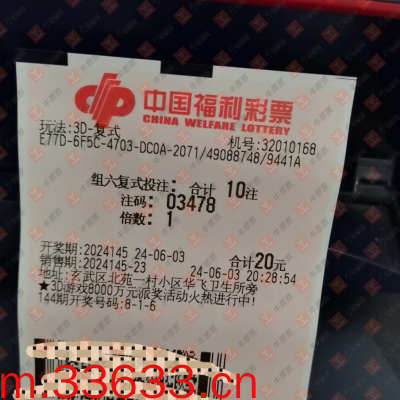 中国福利彩票
CHINA WELFARE LOTTERY
玩法:3D-复式
机号:32010168
E77D-6F5C-4703-DC0A-2071/49088748/9441A
组六复式投注: 合计 10注
注码: 03478
倍数: 1
开奖期:2024145 24-06-03 合计20元
销售期:2024145-23 24-06-03 20:28:54
地址:玄武区北苑一村小区华飞卫生所旁
★3D游戏8000万元派奖活动火热进行中!
144期开奖号码:8-1-6
m.33633.cn